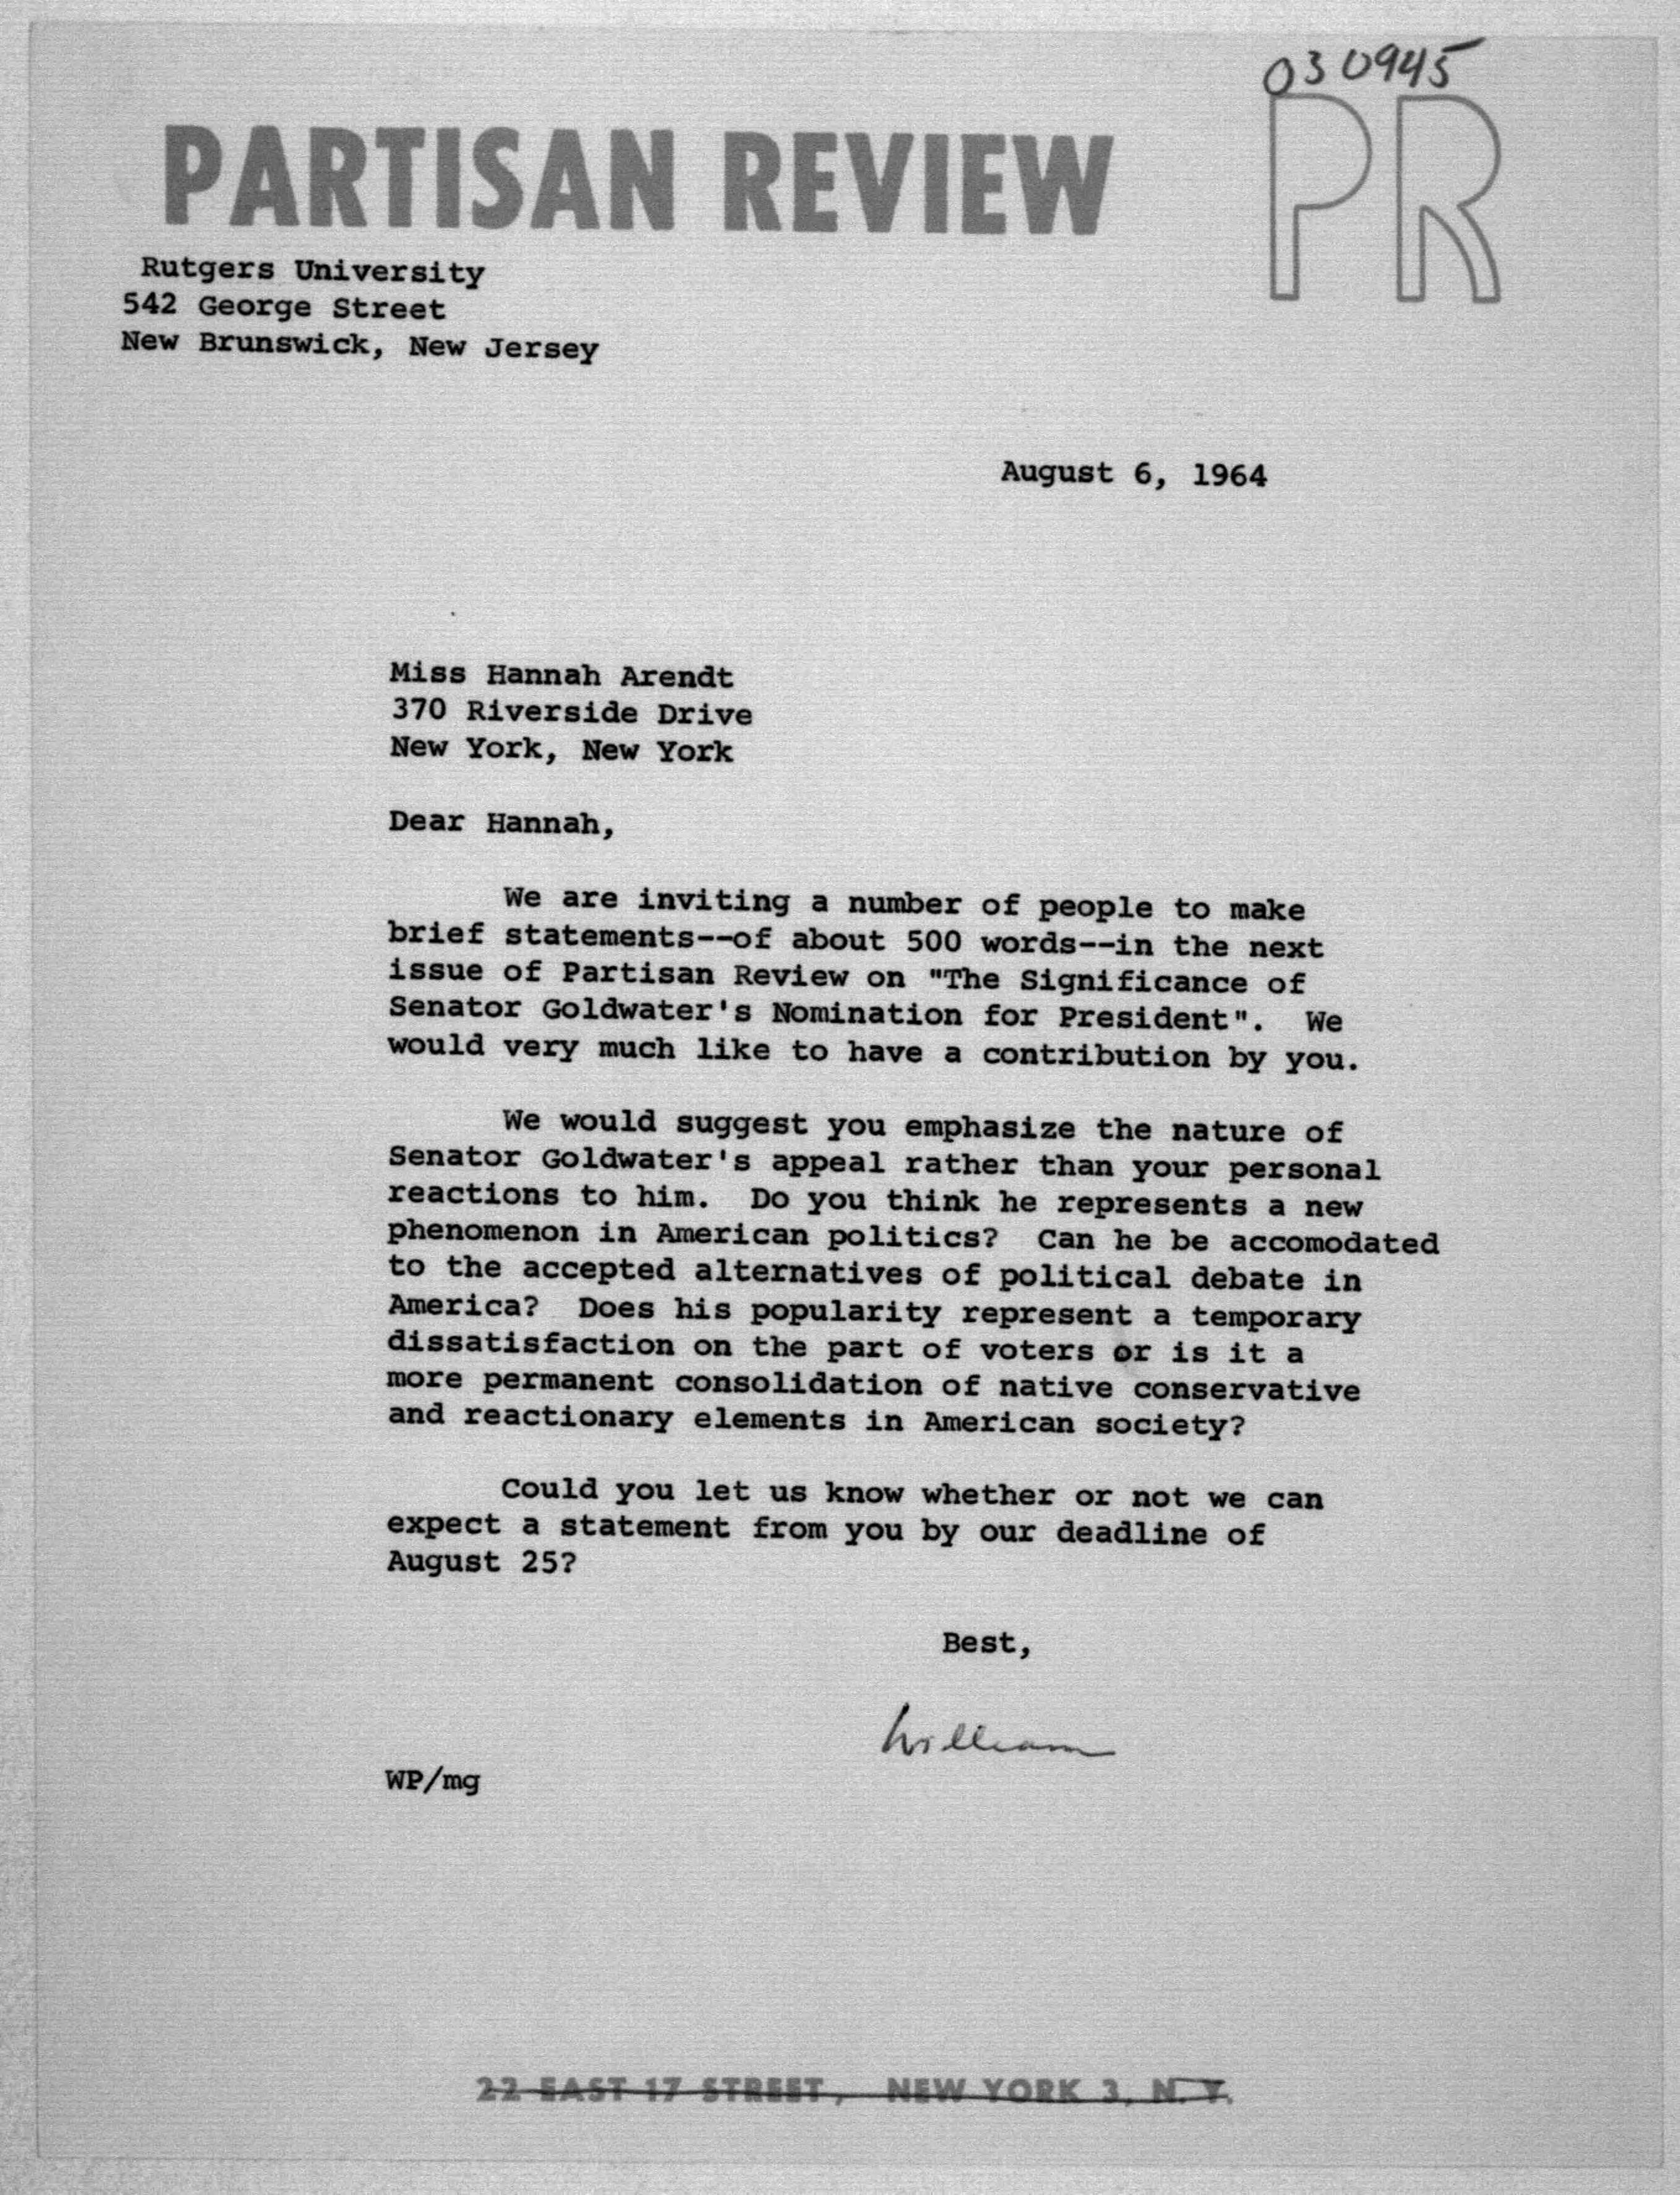 030945
PARTISAN REVIEW
PR
Rutgers University
542 George Street
New Brunswick, New Jersey
August 6, 1964
Miss Hannah Arendt
370 Riverside Drive
New York, New York
Dear Hannah,
We are inviting a number of people to make
brief statements--of about 500 words--in the next
issue of Partisan Review on "The Significance of
Senator Goldwater's Nomination for President". We
would very much like to have a contribution by you.
We would suggest you emphasize the nature of
Senator Goldwater's appeal rather than your personal
reactions to him. Do you think he represents a new
phenomenon in American politics? Can he be accomodated
to the accepted alternatives of political debate in
America? Does his popularity represent a temporary
dissatisfaction on the part of voters or is it a
more permanent consolidation of native conservative
and reactionary elements in American society?
Could you let us know whether or not we can
expect a statement from you by our deadline of
August 25?
Best,
William
WP/mg
22 EAST 17 STREET, NEW YORK 3, N. Y.